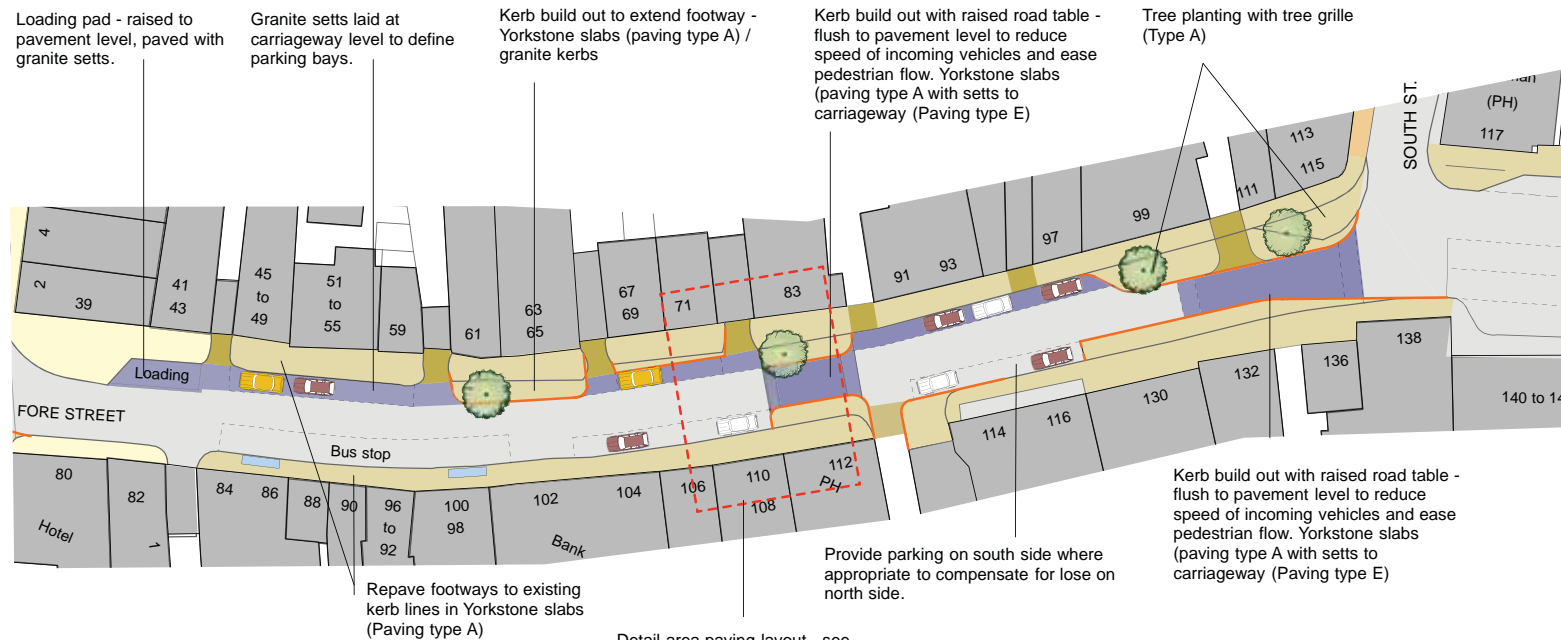 Loading pad - raised to
pavement level, paved with
granite setts.
Granite setts laid at
carriageway level to define
parking bays.
Kerb build out to extend footway -
Yorkstone slabs (paving type A) /
granite kerbs
Kerb build out with raised road table -
flush to pavement level to reduce
speed of incoming vehicles and ease
pedestrian flow. Yorkstone slabs
(paving type A with setts to
carriageway (Paving type E)
Tree planting with tree grille
(Type A)
SOUTH ST.
(PH)
117
113
115
111
99
97
93
91
83
71
67
69
63
65
61
59
51
to
55
45
to
49
41
43
4
2
39
Loading
FORE STREET
Bus stop
80
Hotel
82
1
84
86
88
90
96
to
92
100
98
102
Bank
104
106
110
108
112
PH
114
116
130
132
136
138
140 to
Repave footways to existing
kerb lines in Yorkstone slabs
(Paving type A)
Detail area paving layout - see
Provide parking on south side where
appropriate to compensate for lose on
north side.
Kerb build out with raised road table -
flush to pavement level to reduce
speed of incoming vehicles and ease
pedestrian flow. Yorkstone slabs
(paving type A with setts to
carriageway (Paving type E)